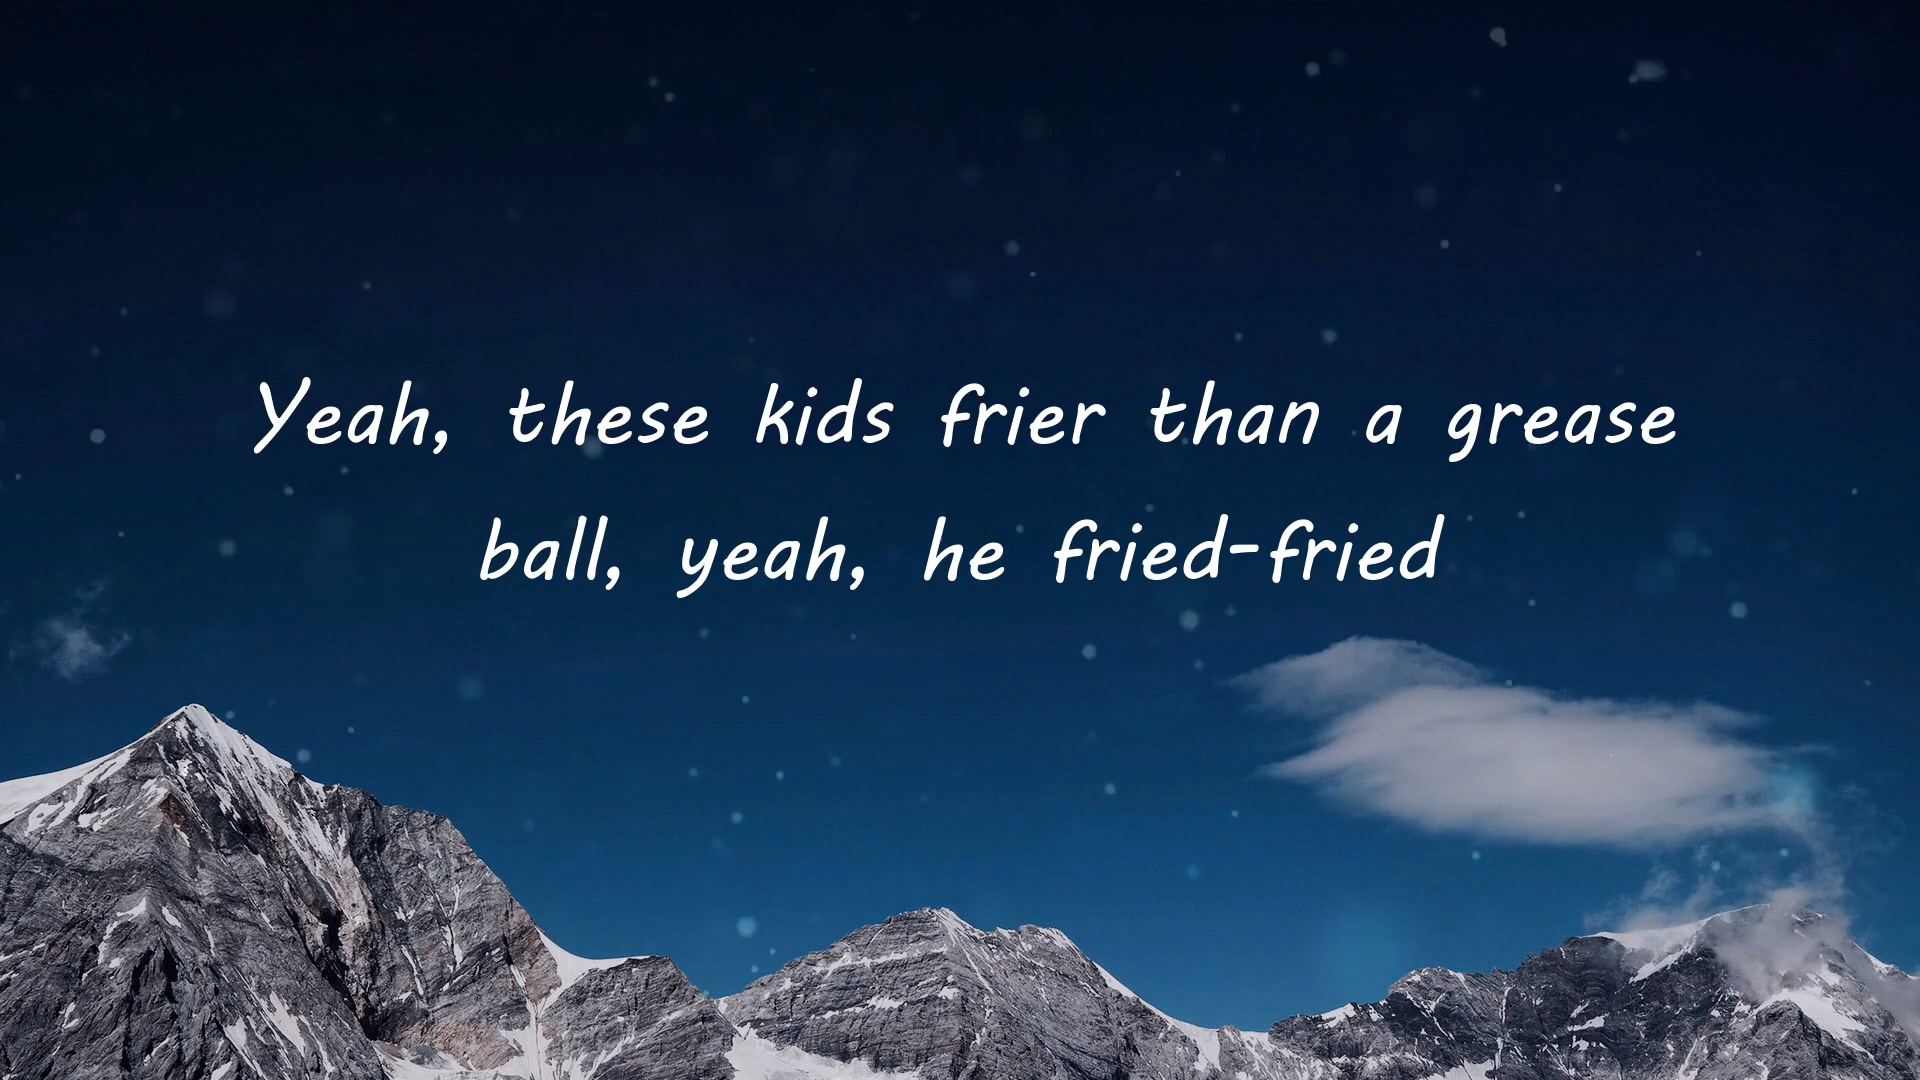 Yeah, these kids frier than a grease
ball, yeah, he fried-fried